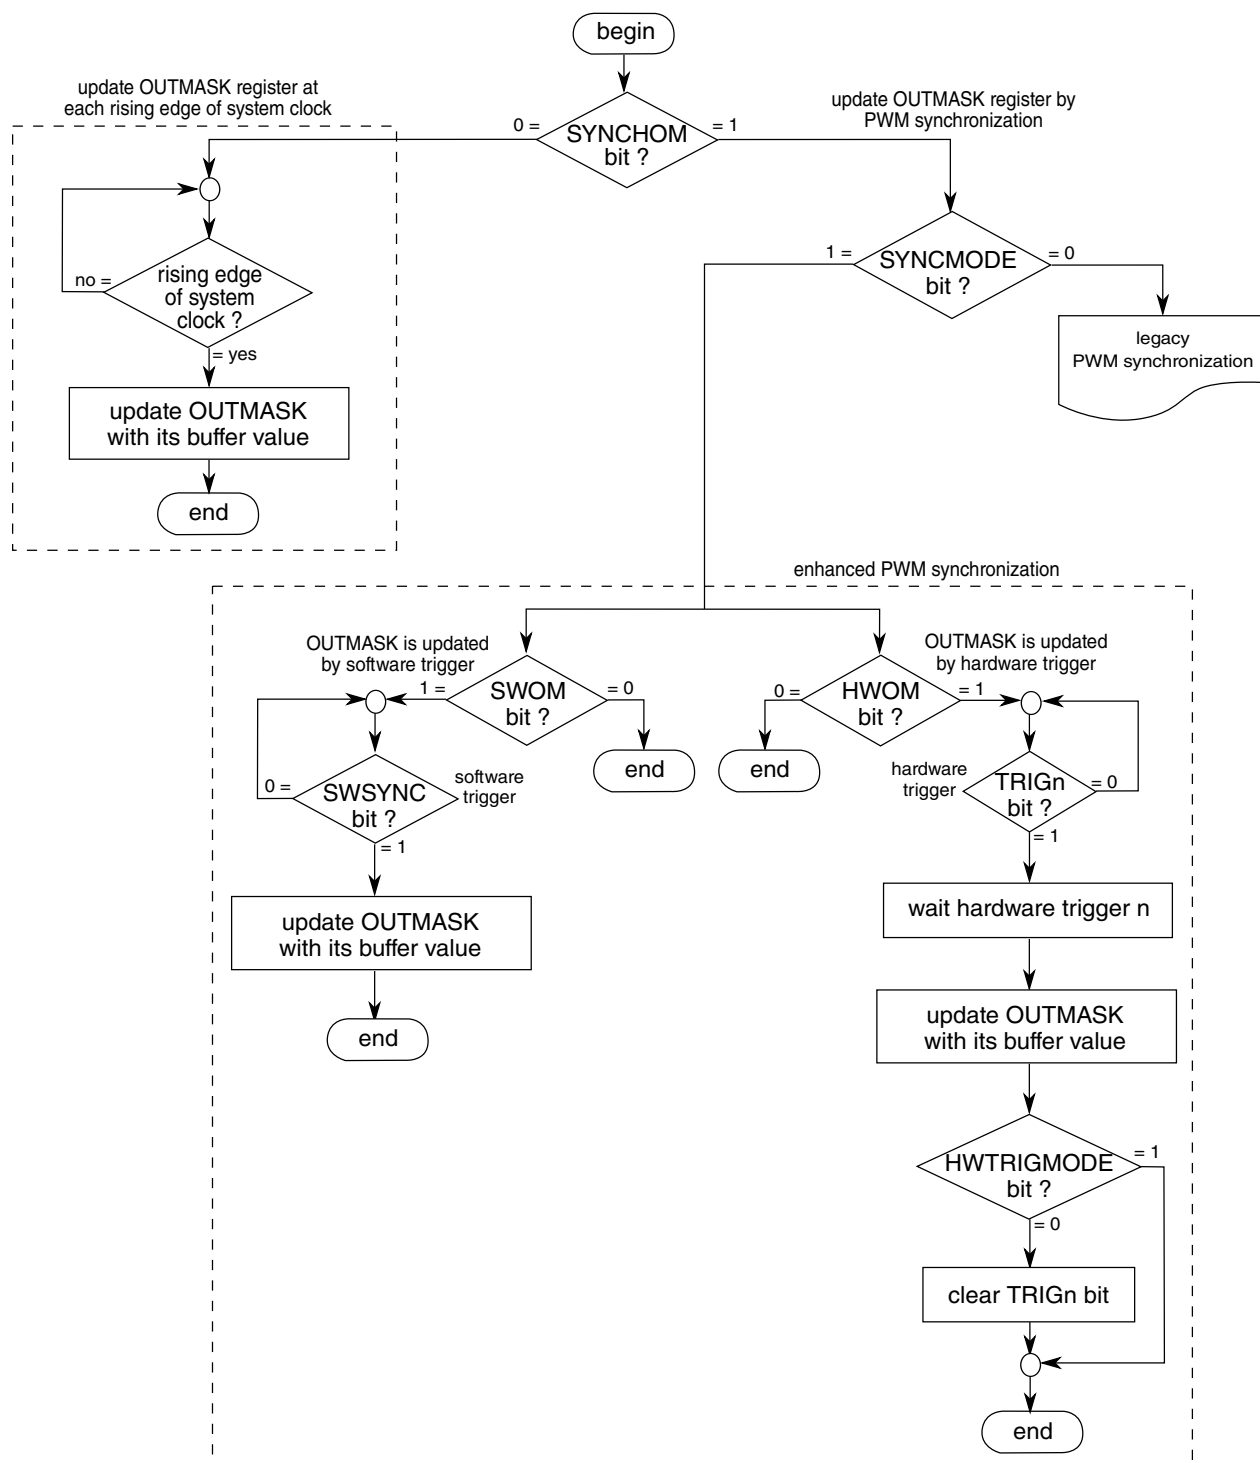 begin
update OUTMASK register at
each rising edge of system clock
update OUTMASK register by
PWM synchronization
0 =
SYNCHOM
bit ?
= 1
1 =
SYNCMODE
bit ?
= 0
no =
rising edge
of system
clock ?
= yes
legacy
PWM synchronization
update OUTMASK
with its buffer value
end
enhanced PWM synchronization
OUTMASK is updated
by software trigger
1 =
SWOM
bit ?
= 0
end
OUTMASK is updated
by hardware trigger
0 =
HWOM
bit ?
= 1
end
0 =
SWSYNC
bit ?
software
trigger
= 1
hardware
trigger
TRIGn
bit ?
= 0
= 1
update OUTMASK
with its buffer value
end
wait hardware trigger n
update OUTMASK
with its buffer value
HWTRIGMODE
bit ?
= 1
= 0
clear TRIGn bit
end